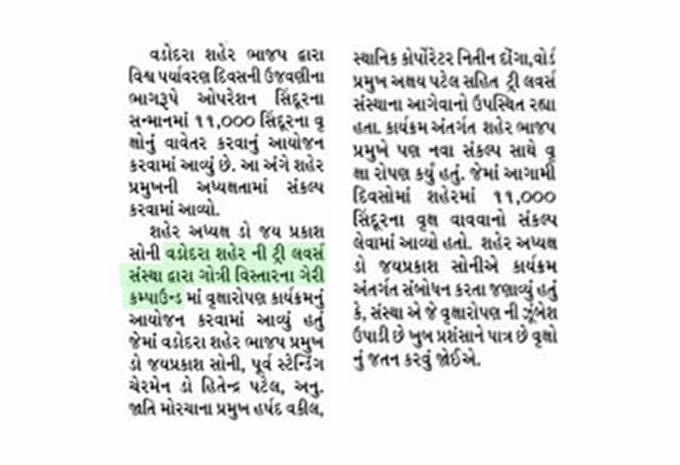 વડોદરા શહેર ભાજપ દ્વારા
વિશ્વ પર્યાવરણ દિવસની ઉજવણીના
ભાગરૂપે ઓપરેશન સિંદૂરના
સન્માનમાં ૧૧,૦૦૦ સિંદૂરના વૃ
ક્ષોનું વાવેતર કરવાનું આયોજન
કરવામાં આવ્યું છે. આ અંગે શહેર
પ્રમુખની અધ્યક્ષતામાં સંકલ્પ
કરવામાં આવ્યો.
શહેર અધ્યક્ષ ડો જય પ્રકાશ
સોની વડોદરા શહેર ની ટ્રી લવર્સ
સંસ્થા દ્વારા ગોત્રી વિસ્તારના ગેરી
કમ્પાઉન્ડ માં વૃક્ષારોપણ કાર્યક્રમનું
આયોજન કરવામાં આવ્યું હતું
જેમાં વડોદરા શહેર ભાજપ પ્રમુખ
ડો જયપ્રકાશ સોની, પૂર્વ સ્ટેન્ડિંગ
ચેરમેન ડો હિતેન્દ્ર પટેલ, અનુ.
જાતિ મોરચાના પ્રમુખ હર્ષદ વકીલ,
સ્થાનિક કોર્પોરેટર નિતીન દોંગા,વોર્ડ
પ્રમુખ અક્ષય પટેલ સહિત ટ્રી લવર્સ
સંસ્થાના આગેવાનો ઉપસ્થિત રહ્યા
હતા. કાર્યક્રમ અંતર્ગત શહેર ભાજપ
પ્રમુખે પણ નવા સંકલ્પ સાથે વૃ
ક્ષા રોપણ કર્યું હતું. જેમાં આગામી
દિવસોમાં શહેરમાં ૧૧,૦૦૦
સિંદૂરના વૃક્ષ વાવવાનો સંકલ્પ
લેવામાં આવ્યો હતો. શહેર અધ્યક્ષ
ડો જયપ્રકાશ સોનીએ કાર્યક્રમ
અંતર્ગત સંબોધન કરતા જણાવ્યું હતું
કે, સંસ્થા એ જે વૃક્ષારોપણ ની ઝૂંબેશ
ઉપાડી છે ખુબ પ્રશંસાને પાત્ર છે વૃક્ષો
નું જતન કરવું જોઈએ.